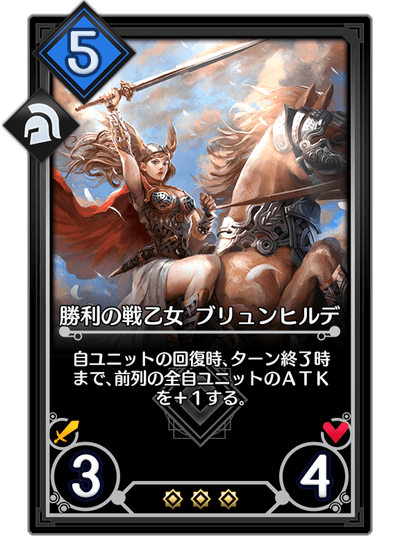 5
勝利の戦乙女 ブリュンヒルデ
自ユニットの回復時、ターン終了時
まで、前列の全自ユニットのATK
を+1する。
3
4